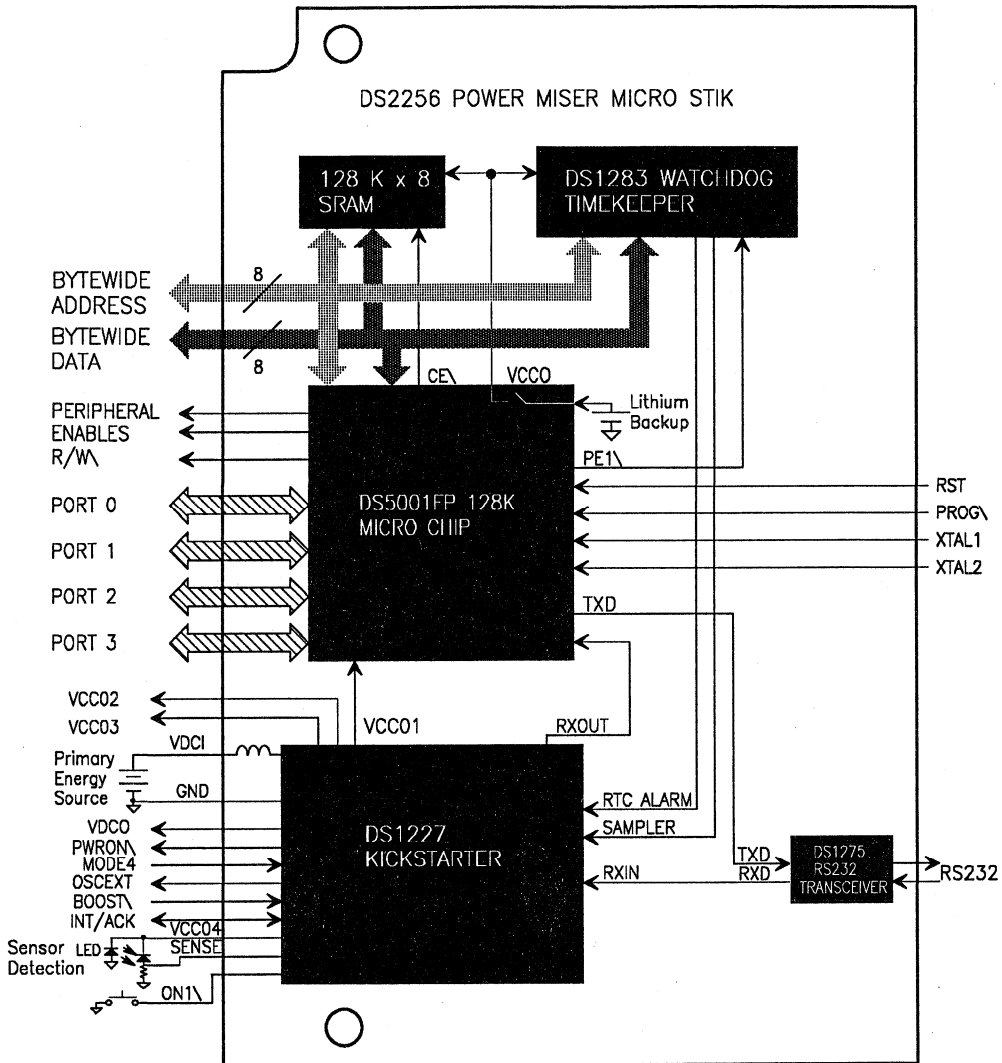 DS2256 POWER MISER MICRO STIK
128 K x 8
SRAM
DS1283 WATCHDOG
TIMEKEEPER
BYTEWIDE
ADDRESS
8
BYTEWIDE
DATA
8
CE\
VCCO
Lithium
Backup
PERIPHERAL
ENABLES
R/W\
PE1\
DS5001FP 128K
MICRO CHIP
PORT 0
PORT 1
PORT 2
PORT 3
RST
PROG\
XTAL1
XTAL2
TXD
VCC02
VCC03
VCC01
RXOUT
VDCI
Primary
Energy
Source
GND
DS1227
KICKSTARTER
RTC ALARM
SAMPLER
VDCO
PWRON\
MODE4
OSCEXT
BOOST\
INT/ACK
VCC04
SENSE
Sensor
Detection
LED
ON1\
RXIN
TXD
RXD
DS1275
RS232
TRANSCEIVER
RS232